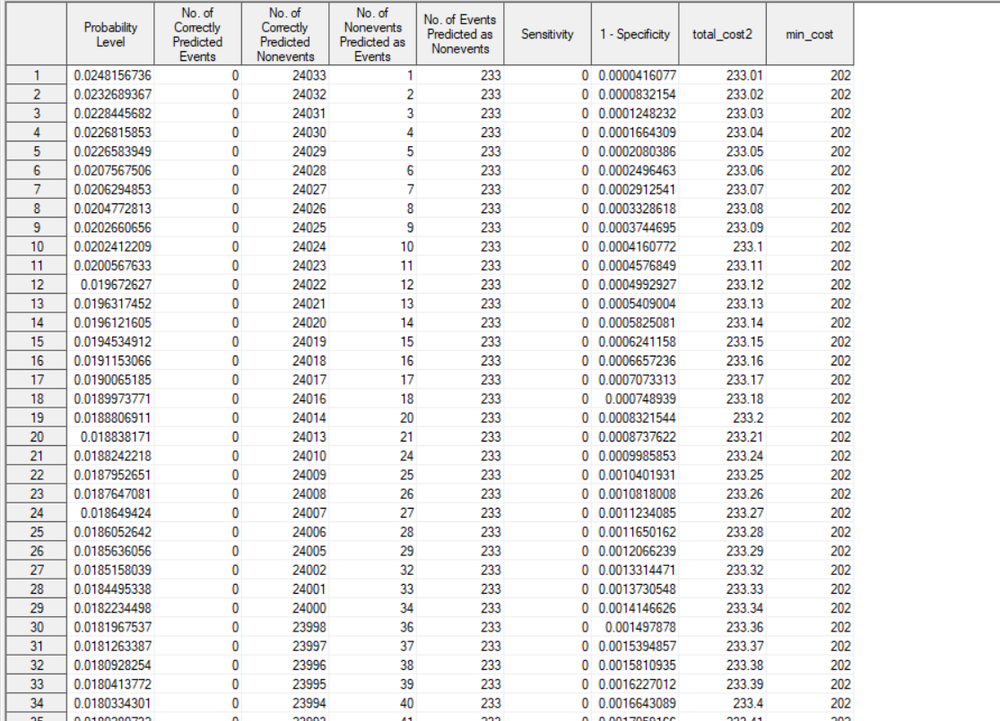 Probability Level	No. of Correctly Predicted Events	No. of Correctly Predicted Nonevents	No. of Nonevents Predicted as Events	No. of Events Predicted as Nonevents	Sensitivity	1 - Specificity	total_cost2	min_cost
1	0.0248156736	0	24033	1	233	0	0.0000416077	233.01	202
2	0.0232689367	0	24032	2	233	0	0.0000832154	233.02	202
3	0.0228445682	0	24031	3	233	0	0.0001248232	233.03	202
4	0.0226815853	0	24030	4	233	0	0.0001664309	233.04	202
5	0.0226583949	0	24029	5	233	0	0.0002080386	233.05	202
6	0.0207567506	0	24028	6	233	0	0.0002496463	233.06	202
7	0.0206294853	0	24027	7	233	0	0.0002912541	233.07	202
8	0.0204772813	0	24026	8	233	0	0.0003328618	233.08	202
9	0.0202660656	0	24025	9	233	0	0.0003744695	233.09	202
10	0.0202412209	0	24024	10	233	0	0.0004160772	233.1	202
11	0.0200567633	0	24023	11	233	0	0.0004576849	233.11	202
12	0.019672627	0	24022	12	233	0	0.0004992927	233.12	202
13	0.0196317452	0	24021	13	233	0	0.0005409004	233.13	202
14	0.0196121605	0	24020	14	233	0	0.0005825081	233.14	202
15	0.0194534912	0	24019	15	233	0	0.0006241158	233.15	202
16	0.0191153066	0	24018	16	233	0	0.0006657236	233.16	202
17	0.0190065185	0	24017	17	233	0	0.0007073313	233.17	202
18	0.0189973771	0	24016	18	233	0	0.000748939	233.18	202
19	0.0188806911	0	24014	20	233	0	0.0008321544	233.2	202
20	0.018838171	0	24013	21	233	0	0.0008737622	233.21	202
21	0.0188242218	0	24010	24	233	0	0.0009985853	233.24	202
22	0.0187952651	0	24009	25	233	0	0.0010401931	233.25	202
23	0.0187647081	0	24008	26	233	0	0.0010818008	233.26	202
24	0.018649424	0	24007	27	233	0	0.0011234085	233.27	202
25	0.0186052642	0	24006	28	233	0	0.0011650162	233.28	202
26	0.0185636056	0	24005	29	233	0	0.0012066239	233.29	202
27	0.0185158039	0	24002	32	233	0	0.0013314471	233.32	202
28	0.0184495338	0	24001	33	233	0	0.0013730548	233.33	202
29	0.0182234498	0	24000	34	233	0	0.0014146626	233.34	202
30	0.0181967537	0	23998	36	233	0	0.001497878	233.36	202
31	0.0181263387	0	23997	37	233	0	0.0015394857	233.37	202
32	0.0180928254	0	23996	38	233	0	0.0015810935	233.38	202
33	0.0180413772	0	23995	39	233	0	0.0016227012	233.39	202
34	0.0180334301	0	23994	40	233	0	0.0016643089	233.4	202